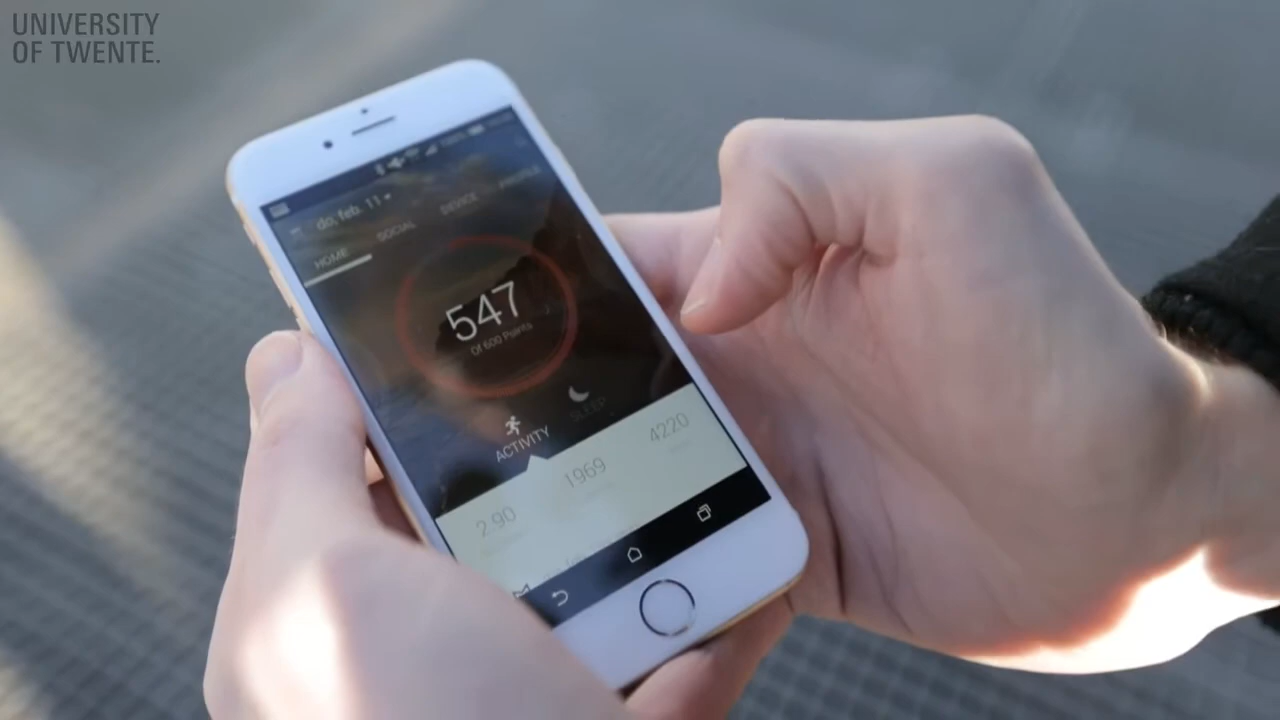 UNIVERSITY
OF TWENTE.
do, feb. 11
HOME SOCIAL DEVICE
547
Of 600 Points
ACTIVITY SLEEP
2.90 1969 4220